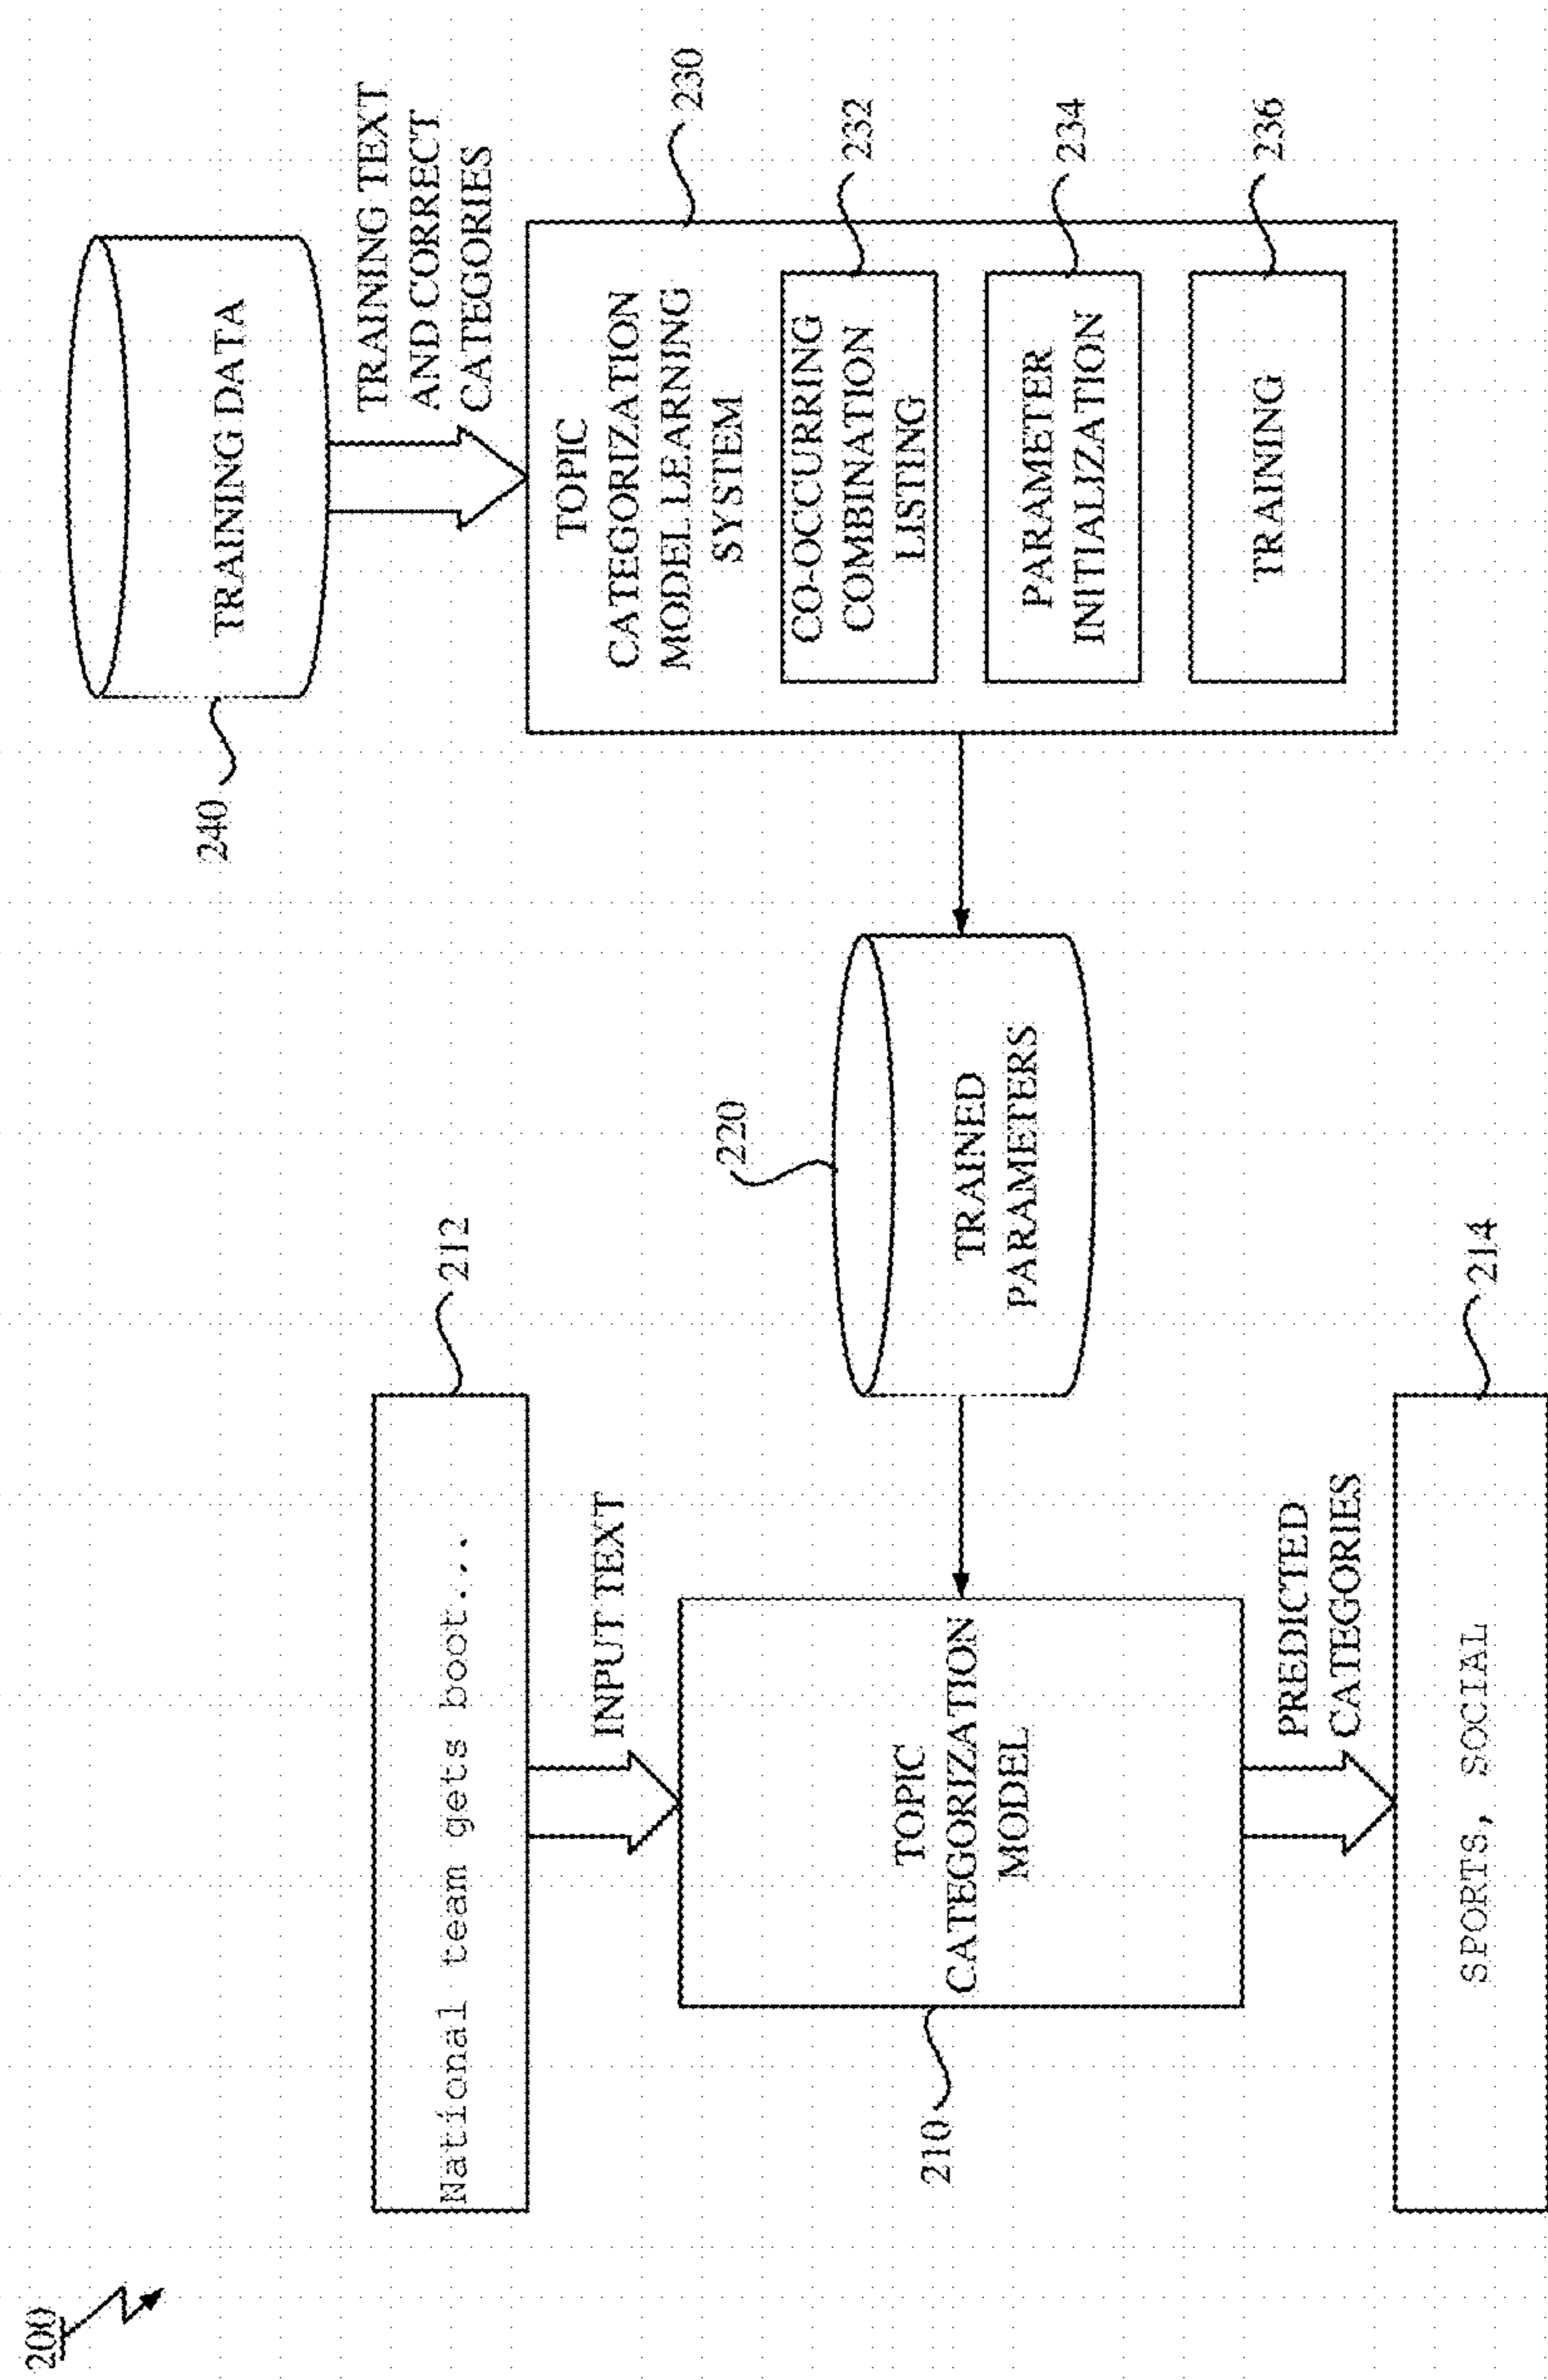 200
National team gets boot...
212
INPUT TEXT
TOPIC
CATEGORIZATION
MODEL
210
PREDICTED
CATEGORIES
SPORTS, SOCIAL
214
220
TRAINED
PARAMETERS
240
TRAINING DATA
TRAINING TEXT
AND CORRECT
CATEGORIES
TOPIC
CATEGORIZATION
MODEL LEARNING
SYSTEM
230
CO-OCCURRING
COMBINATION
LISTING
232
PARAMETER
INITIALIZATION
234
TRAINING
236